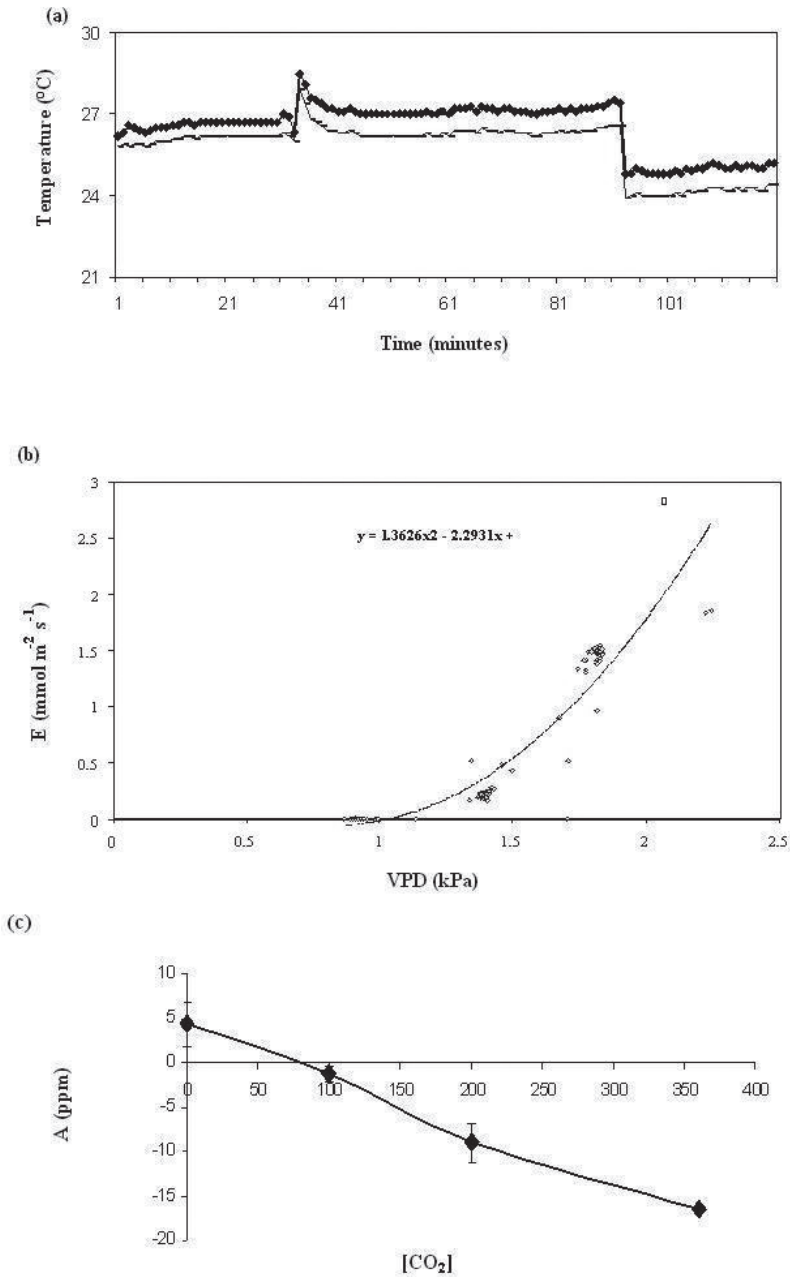 (a)
30
27
24
21
Temperature (°C)
1 21 41 61 81 101
Time (minutes)
(b)
3
2.5
2
1.5
1
0.5
0
E (mmol m-2 s-1)
y = 1.3626x2 - 2.2931x +
0 0.5 1 1.5 2 2.5
VPD (kPa)
(c)
10
5
0
-5
-10
-15
-20
A (ppm)
0 50 100 150 200 250 300 350 400
[CO2]